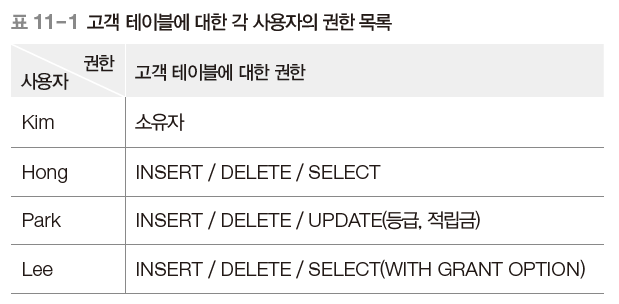 표 11-1 고객 테이블에 대한 각 사용자의 권한 목록
권한
사용자
고객 테이블에 대한 권한
Kim 소유자
Hong INSERT / DELETE / SELECT
Park INSERT / DELETE / UPDATE(등급, 적립금)
Lee INSERT / DELETE / SELECT(WITH GRANT OPTION)